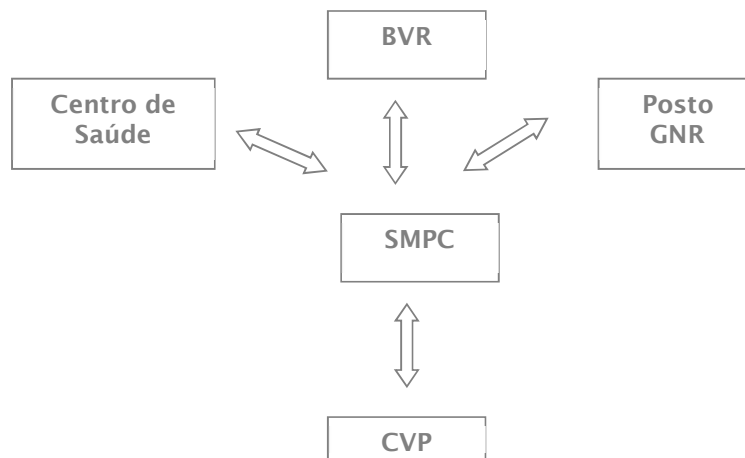 BVR
Centro de
Saúde
Posto
GNR
SMPC
CVP